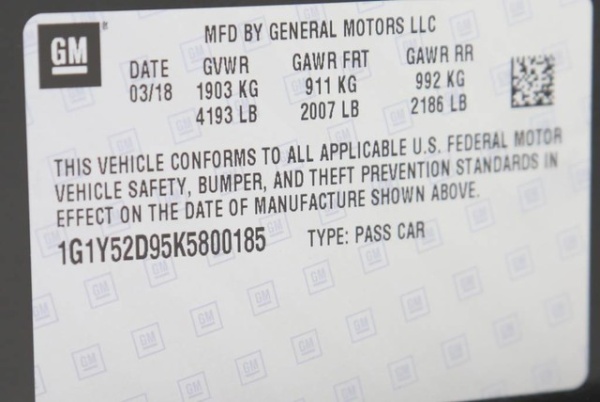 GM
MFD BY GENERAL MOTORS LLC
DATE GVWR GAWR FRT GAWR RR
03/18 1903 KG 911 KG 992 KG
4193 LB 2007 LB 2186 LB
THIS VEHICLE CONFORMS TO ALL APPLICABLE U.S. FEDERAL MOTOR
VEHICLE SAFETY, BUMPER, AND THEFT PREVENTION STANDARDS IN
EFFECT ON THE DATE OF MANUFACTURE SHOWN ABOVE.
1G1Y52D95K5800185 TYPE: PASS CAR